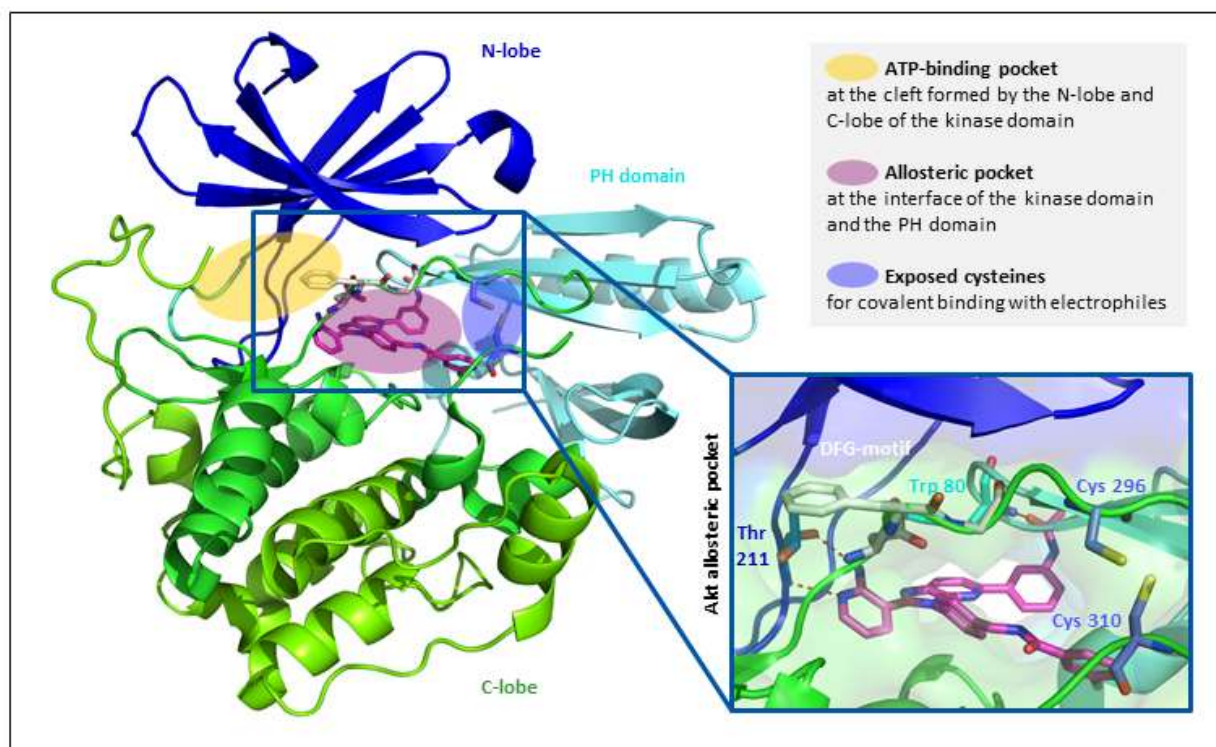 N-lobe
PH domain
ATP-binding pocket
at the cleft formed by the N-lobe and
C-lobe of the kinase domain
Allosteric pocket
at the interface of the kinase domain
and the PH domain
Exposed cysteines
for covalent binding with electrophiles
C-lobe
Akt allosteric pocket
DFG-motif
Trp 80
Cys 296
Thr
211
Cys 310